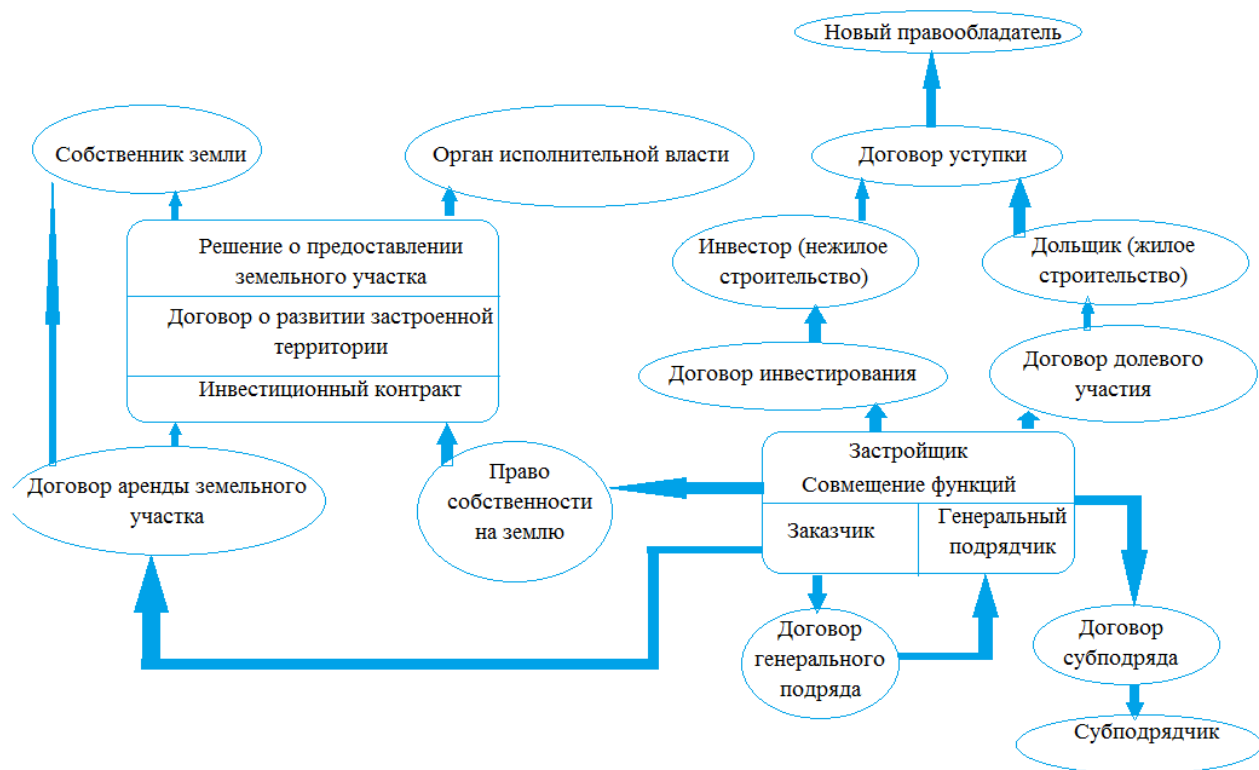 Новый правообладатель
Собственник земли
Орган исполнительной власти
Договор уступки
Решение о предоставлении
земельного участка
Договор о развитии застроенной
территории
Инвестиционный контракт
Инвестор (нежилое
строительство)
Дольщик (жилое
строительство)
Договор инвестирования
Договор долевого
участия
Договор аренды земельного
участка
Право
собственности
на землю
Застройщик
Совмещение функций
Заказчик
Генеральный
подрядчик
Договор
генерального
подряда
Договор
субподряда
Субподрядчик